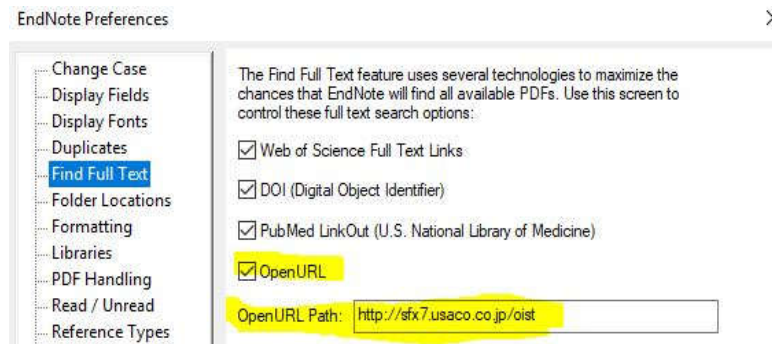 EndNote Preferences
Change Case
Display Fields
Display Fonts
Duplicates
Find Full Text
Folder Locations
Formatting
Libraries
PDF Handling
Read / Unread
Reference Types
The Find Full Text feature uses several technologies to maximize the
chances that EndNote will find all available PDFs. Use this screen to
control these full text search options:
Web of Science Full Text Links
DOI (Digital Object Identifier)
PubMed LinkOut (U.S. National Library of Medicine)
OpenURL
OpenURL Path: http://sfx7.usaco.co.jp/oist